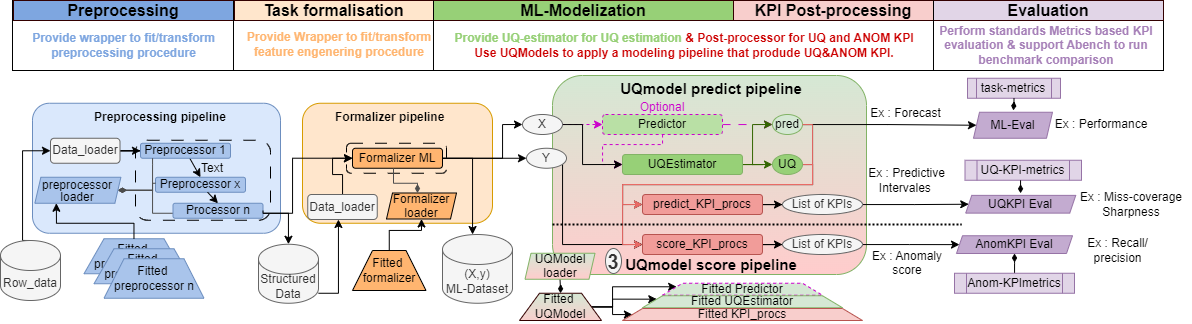 Preprocessing
Task formalisation
ML-Modelization
KPI Post-processing
Evaluation
Provide wrapper to fit/transform
preprocessing procedure
Provide Wrapper to fit/transform
feature engenering procedure
Provide UQ-estimator for UQ estimation & Post-processor for UQ and ANOM KPI
Use UQModels to apply a modeling pipeline that produde UQ&ANOM KPI.
Perform standards Metrics based KPI
evaluation & support Abench to run
benchmark comparison
Preprocessing pipeline
Data_loader
Preprocessor 1
Text
preprocessor
loader
Preprocessor x
Processor n
Row_data
Fitted
Fitted
Fitted
preprocessor n
Structured
Data
Formalizer pipeline
Formalizer ML
Data_loader
Formalizer
loader
Fitted
formalizer
(X,y)
ML-Dataset
X
Y
UQmodel predict pipeline
Optional
Predictor
pred
UQEstimator
UQ
predict_KPI_procs
List of KPIs
score_KPI_procs
List of KPIs
3
UQmodel score pipeline
UQModel
loader
Fitted
UQModel
Fitted Predictor
Fitted UQEstimator
Fitted KPI_procs
Ex : Forecast
task-metrics
ML-Eval
Ex : Performance
Ex : Predictive
Intervales
UQ-KPI-metrics
UQKPI Eval
Ex : Miss-coverage
Sharpness
Ex : Anomaly
score
AnomKPI Eval
Ex : Recall/
precision
Anom-KPImetrics